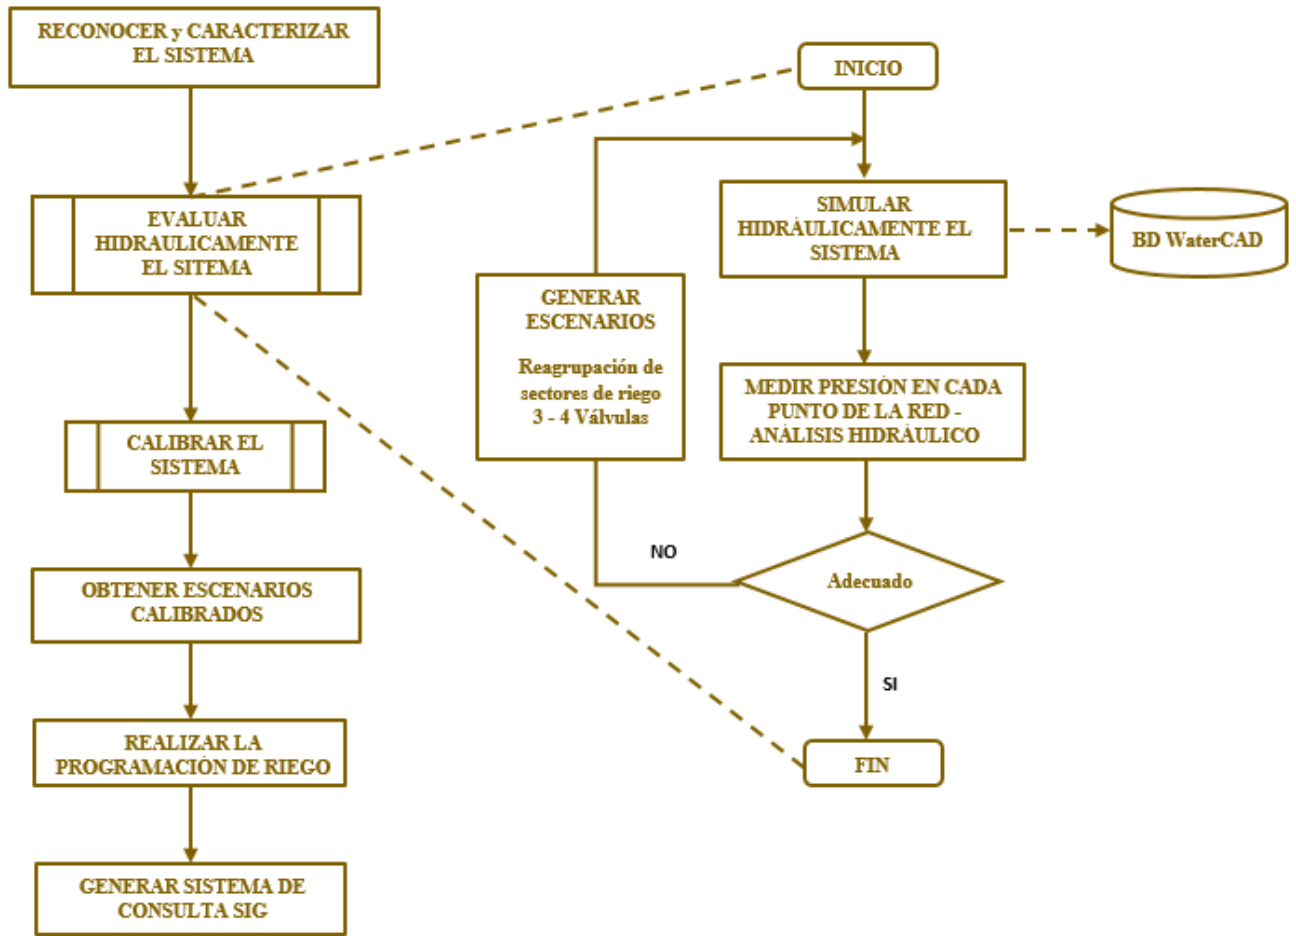 RECONOCER y CARACTERIZAR
EL SISTEMA
EVALUAR
HIDRAULICAMENTE
EL SITEMA
CALIBRAR EL
SISTEMA
OBTENER ESCENARIOS
CALIBRADOS
REALIZAR LA
PROGRAMACIÓN DE RIEGO
GENERAR SISTEMA DE
CONSULTA SIG
INICIO
SIMULAR
HIDRÁULICAMENTE EL
SISTEMA
BD WaterCAD
GENERAR
ESCENARIOS
Reagrupación de
sectores de riego
3 - 4 Válvulas
MEDIR PRESIÓN EN CADA
PUNTO DE LA RED -
ANÁLISIS HIDRÁULICO
NO
Adecuado
SI
FIN